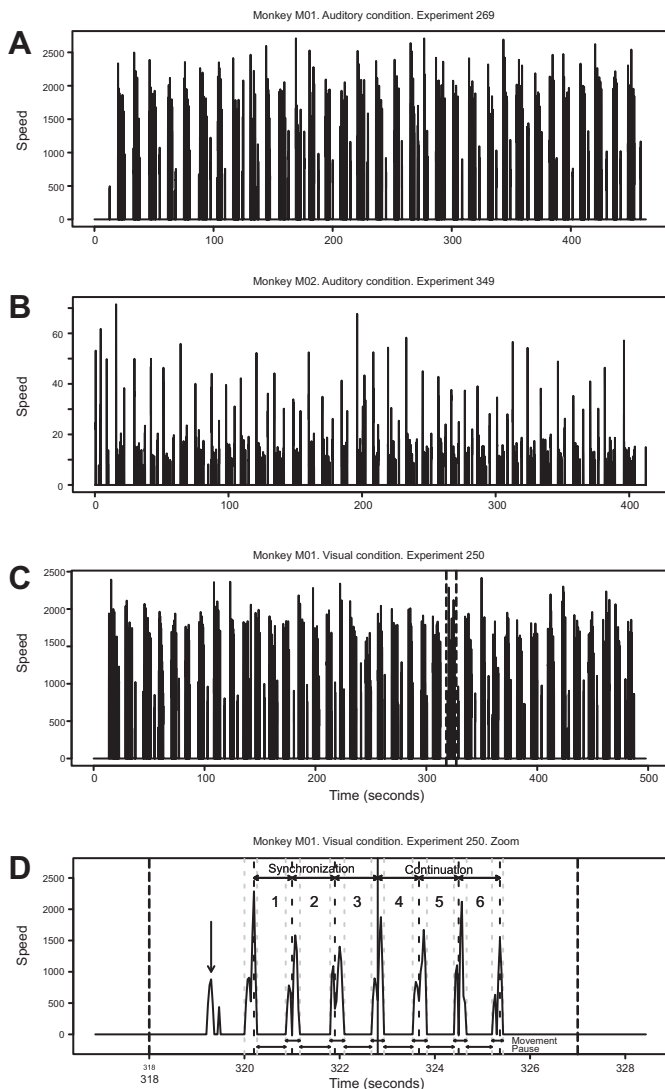 Monkey M01. Auditory condition. Experiment 269
A
2500
2000
1500
1000
500
0
Speed
0 100 200 300 400
Monkey M02. Auditory condition. Experiment 349
B
60
40
20
0
Speed
0 100 200 300 400
Monkey M01. Visual condition. Experiment 250
C
2500
2000
1500
1000
500
0
Speed
0 100 200 300 400 500
Time (seconds)
Monkey M01. Visual condition. Experiment 250. Zoom
D
Synchronization Continuation
2500
2000
1500
1000
500
0
Speed
1 2 3 4 5 6
Movement
Pause
318
318 320 322 324 326 328
Time (seconds)